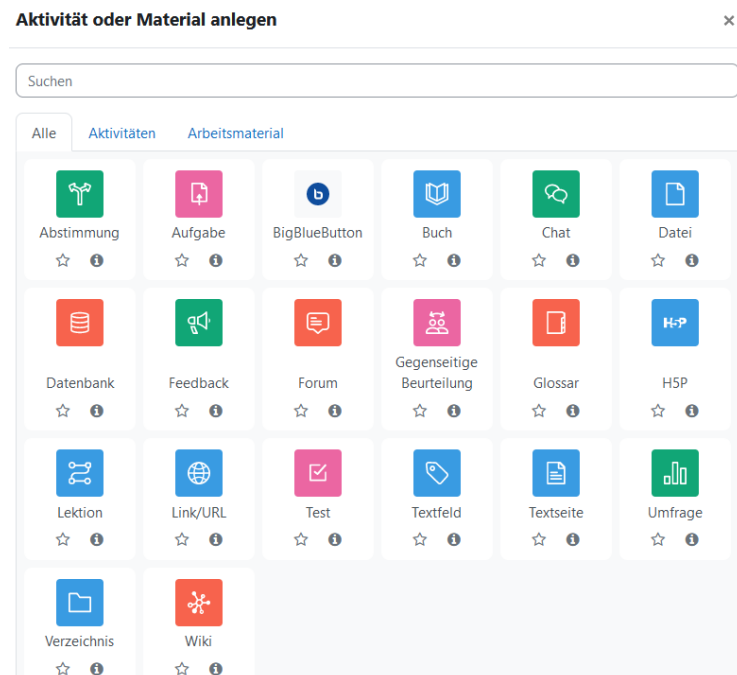 Aktivität oder Material anlegen
Suchen
Alle Aktivitäten Arbeitsmaterial
Abstimmung Aufgabe BigBlueButton Buch Chat Datei
H-P
Datenbank Feedback Forum Gegenseitige Beurteilung Glossar H5P
Lektion Link/URL Test Textfeld Textseite Umfrage
Verzeichnis Wiki